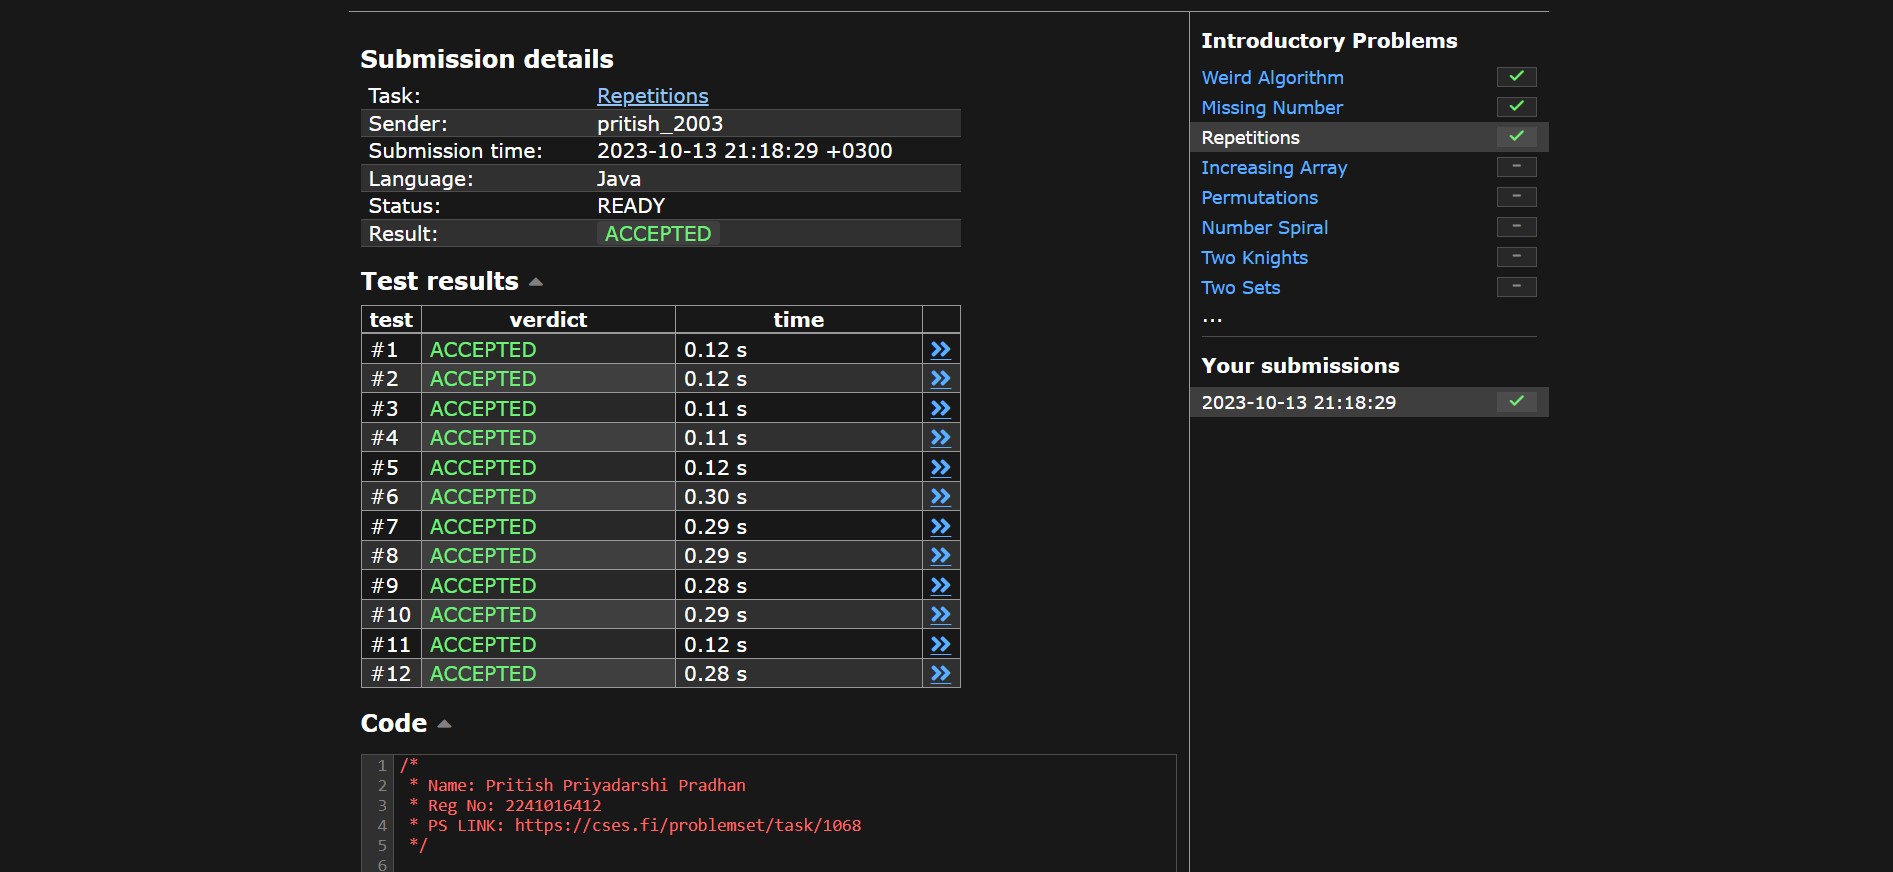 Submission details
Task: Repetitions
Sender: pritish_2003
Submission time: 2023-10-13 21:18:29 +0300
Language: Java
Status: READY
Result: ACCEPTED
Test results
test verdict time
#1 ACCEPTED 0.12 s
#2 ACCEPTED 0.12 s
#3 ACCEPTED 0.11 s
#4 ACCEPTED 0.11 s
#5 ACCEPTED 0.12 s
#6 ACCEPTED 0.30 s
#7 ACCEPTED 0.29 s
#8 ACCEPTED 0.29 s
#9 ACCEPTED 0.28 s
#10 ACCEPTED 0.29 s
#11 ACCEPTED 0.12 s
#12 ACCEPTED 0.28 s
Code
1 /*
2 * Name: Pritish Priyadarshi Pradhan
3 * Reg No: 2241016412
4 * PS LINK: https://cses.fi/problemset/task/1068
5 */
6
Introductory Problems
Weird Algorithm
Missing Number
Repetitions
Increasing Array
Permutations
Number Spiral
Two Knights
Two Sets
...
Your submissions
2023-10-13 21:18:29